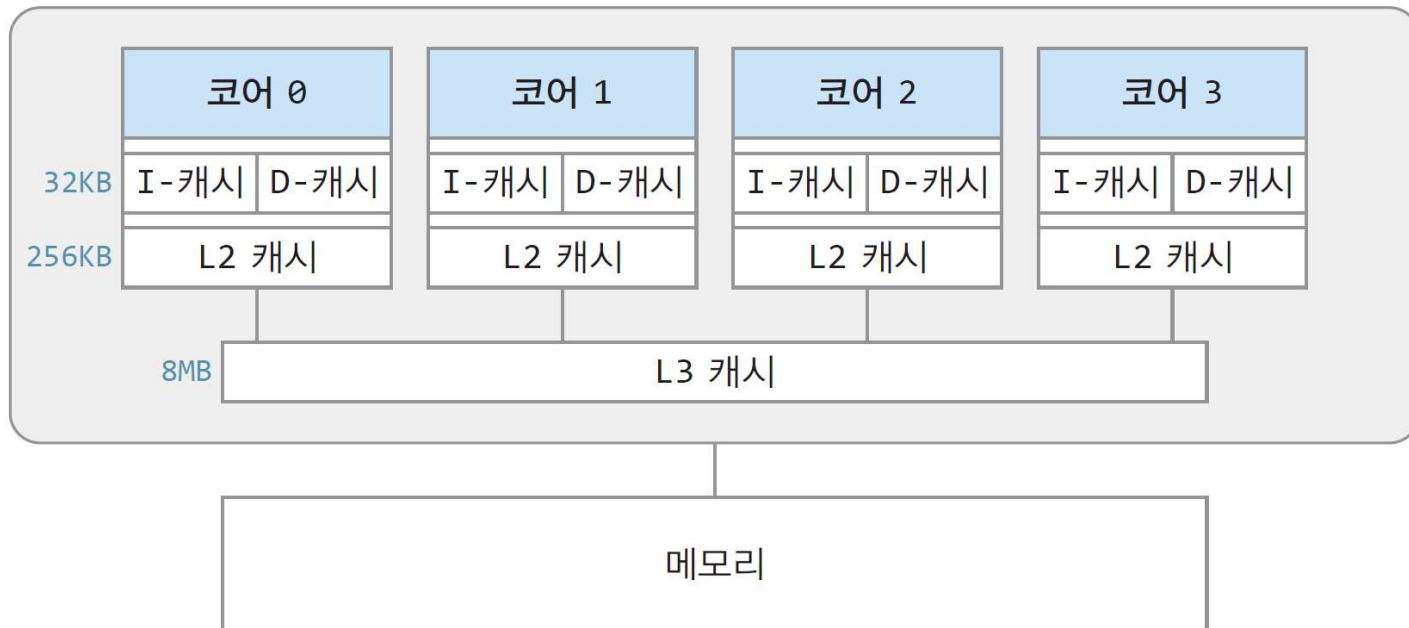 코어 0 코어 1 코어 2 코어 3
32KB I-캐시 D-캐시 I-캐시 D-캐시 I-캐시 D-캐시 I-캐시 D-캐시
256KB L2 캐시 L2 캐시 L2 캐시 L2 캐시
8MB L3 캐시
메모리